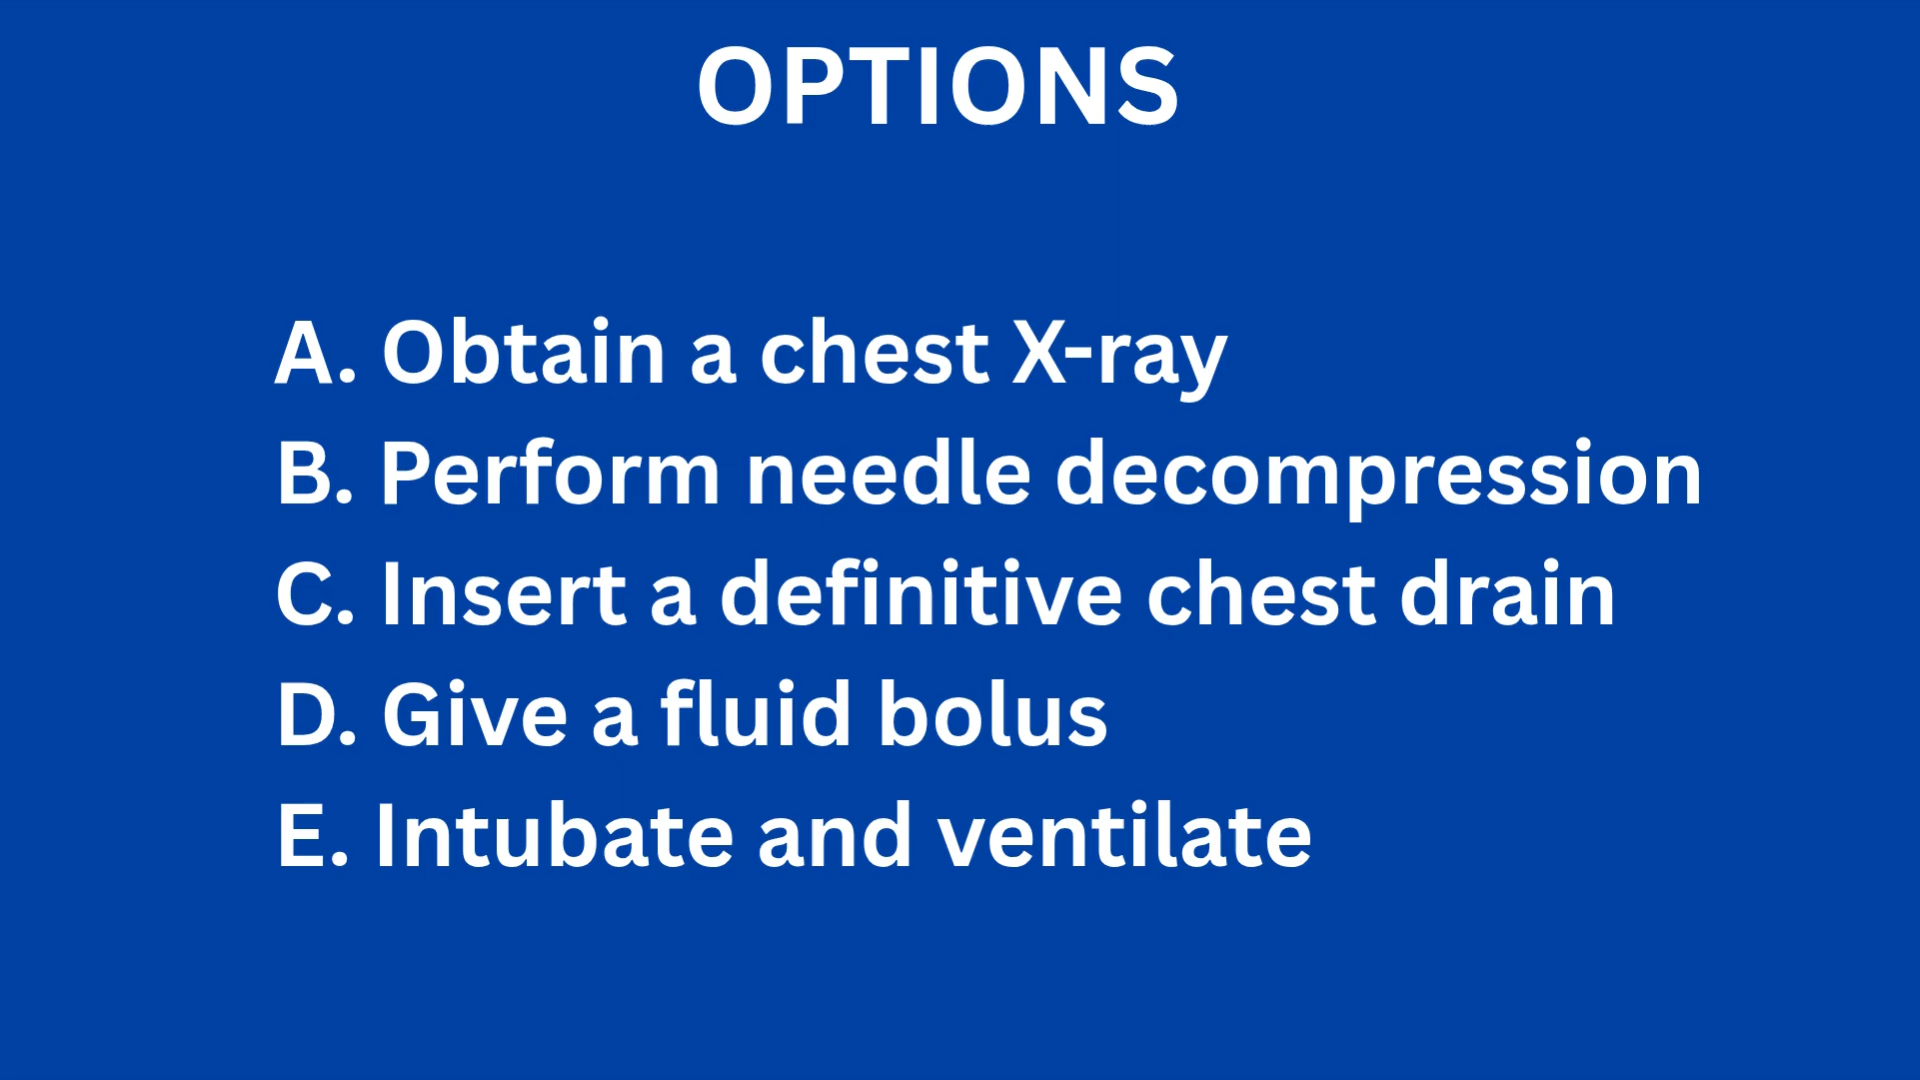 OPTIONS
A. Obtain a chest X-ray
B. Perform needle decompression
C. Insert a definitive chest drain
D. Give a fluid bolus
E. Intubate and ventilate